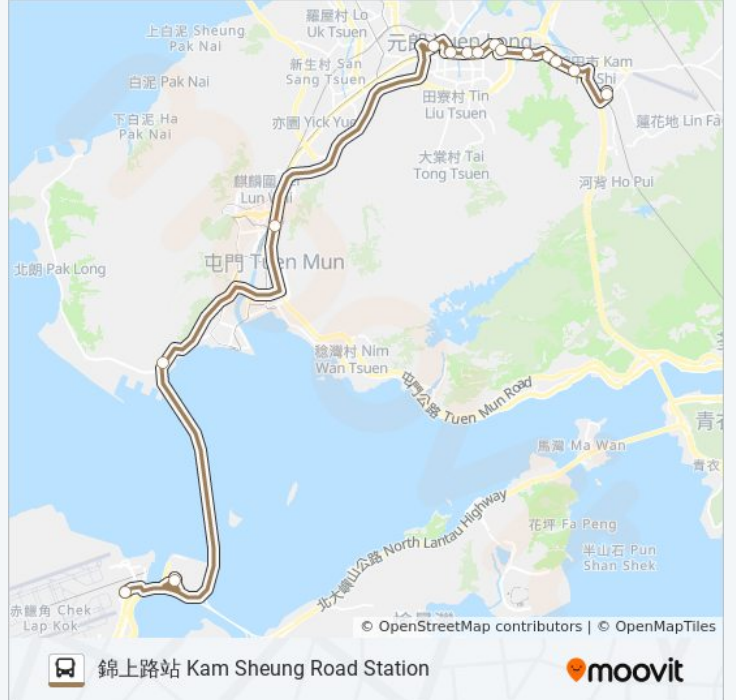 羅屋村 Lo
Uk Tsuen
上白泥 Sheung
Pak Nai
元朗 Yuen Long
新生村 San
Sang Tsuen
田市 Kam
Shi
白泥 Pak Nai
田寮村 Tin
Liu Tsuen
下白泥 Ha
Pak Nai
亦園 Yick Yue
蓮花地 Lin Fa
大棠村 Tai
Tong Tsuen
麒麟圍
Lun Wai
河背 Ho Pui
屯門 Tuen Mun
北朗 Pak Long
稔灣村 Nim
Wan Tsuen
屯門公路 Tuen Mun Road
青衣
馬灣 Ma Wan
青衣
北大嶼山公路 North Lantau Highway
花坪 Fa Peng
半山石 Pun
Shan Shek
赤鱲角 Chek
Lap Kok
© OpenStreetMap contributors | © OpenMapTiles
錦上路站 Kam Sheung Road Station
moovit